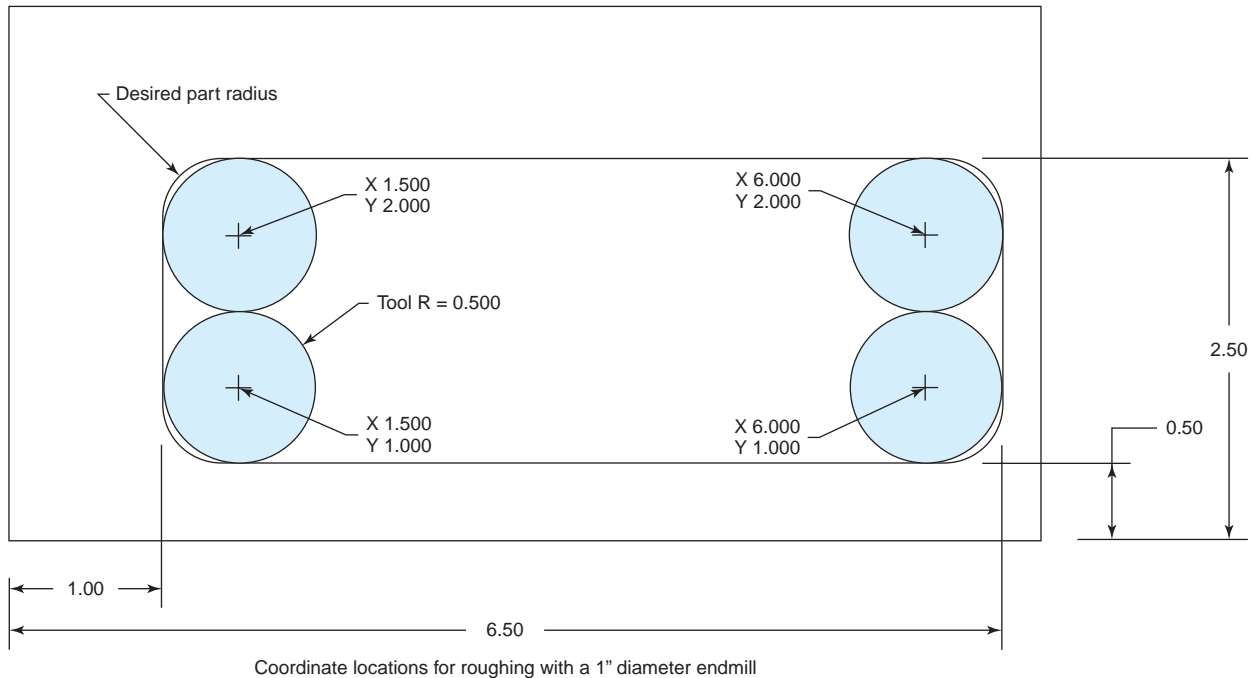 Desired part radius
X 1.500
Y 2.000
X 6.000
Y 2.000
Tool R = 0.500
2.50
X 1.500
Y 1.000
X 6.000
Y 1.000
0.50
1.00
6.50
Coordinate locations for roughing with a 1” diameter endmill